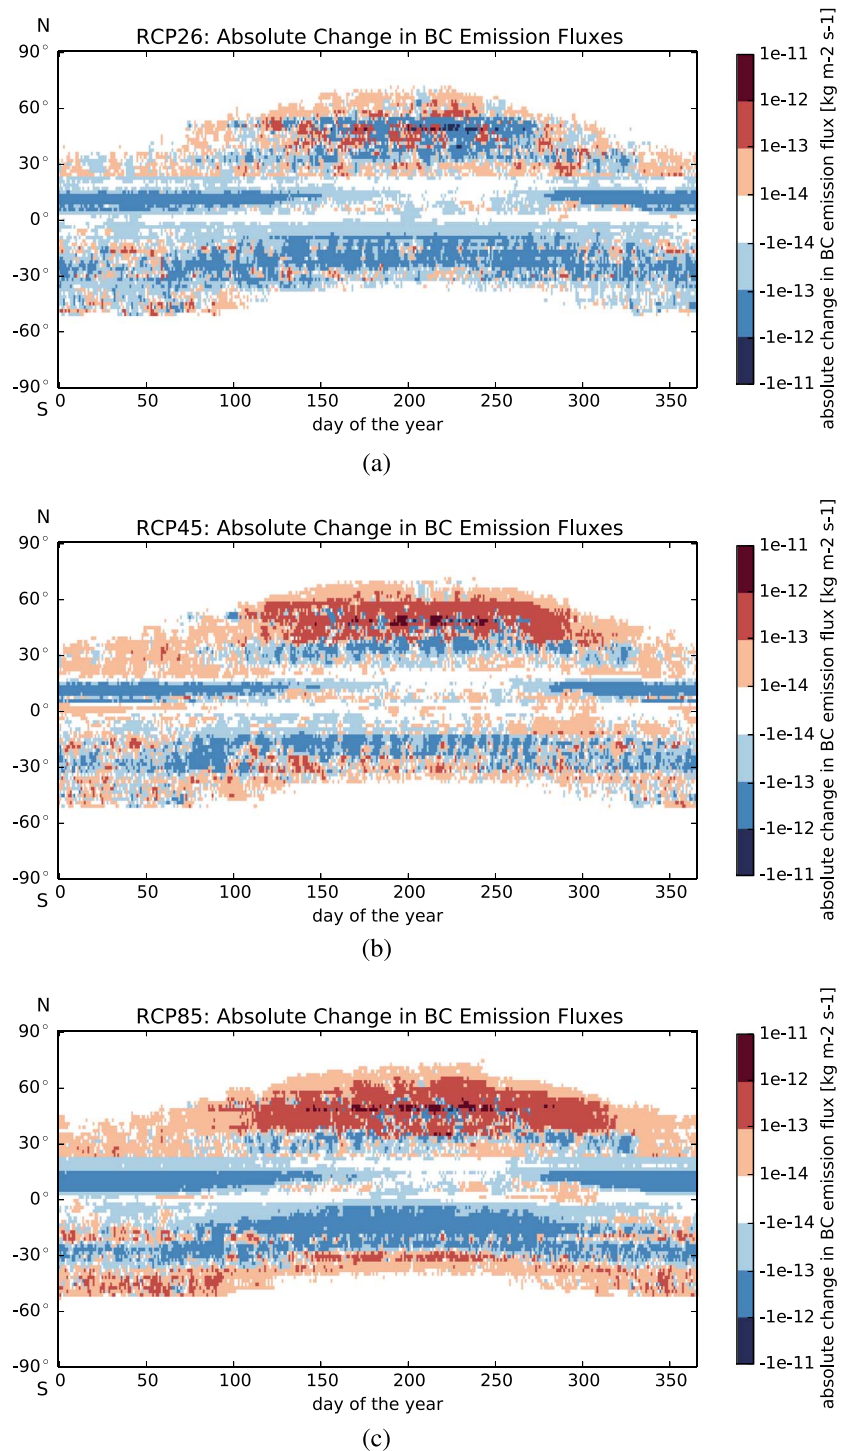 N
RCP26: Absolute Change in BC Emission Fluxes
90°
60°
30°
0°
-30°
-60°
-90°
S
0 50 100 150 200 250 300 350
day of the year
1e-11
1e-12
1e-13
1e-14
-1e-14
-1e-13
-1e-12
-1e-11
absolute change in BC emission flux [kg m-2 s-1]
(a)
N
RCP45: Absolute Change in BC Emission Fluxes
90°
60°
30°
0°
-30°
-60°
-90°
S
0 50 100 150 200 250 300 350
day of the year
1e-11
1e-12
1e-13
1e-14
-1e-14
-1e-13
-1e-12
-1e-11
absolute change in BC emission flux [kg m-2 s-1]
(b)
N
RCP85: Absolute Change in BC Emission Fluxes
90°
60°
30°
0°
-30°
-60°
-90°
S
0 50 100 150 200 250 300 350
day of the year
1e-11
1e-12
1e-13
1e-14
-1e-14
-1e-13
-1e-12
-1e-11
absolute change in BC emission flux [kg m-2 s-1]
(c)